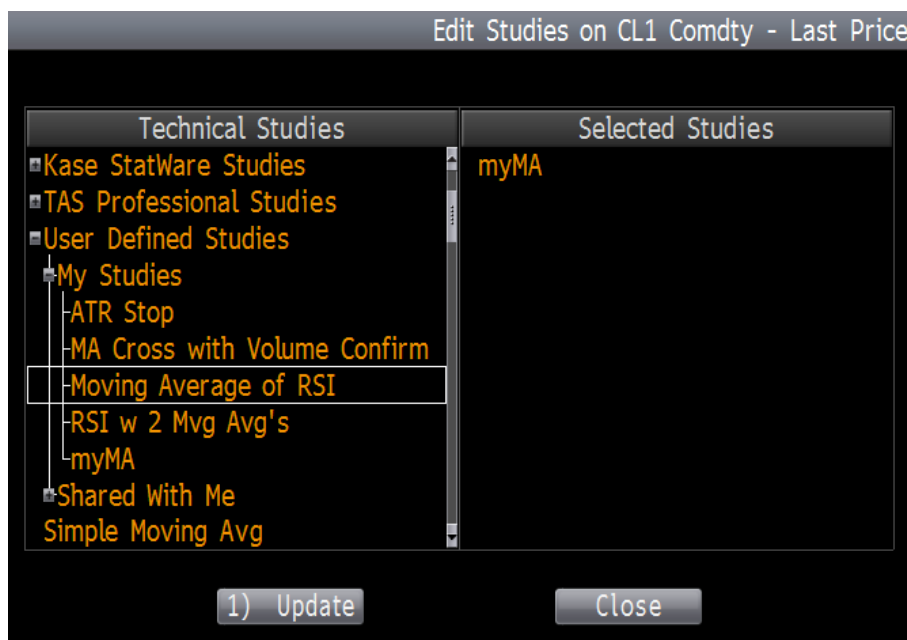 Edit Studies on CL1 Comdty - Last Price
Technical Studies
Kase StatWare Studies
TAS Professional Studies
User Defined Studies
My Studies
ATR Stop
MA Cross with Volume Confirm
Moving Average of RSI
RSI w 2 Mvg Avg's
myMA
Shared With Me
Simple Moving Avg
Selected Studies
myMA
1) Update
Close